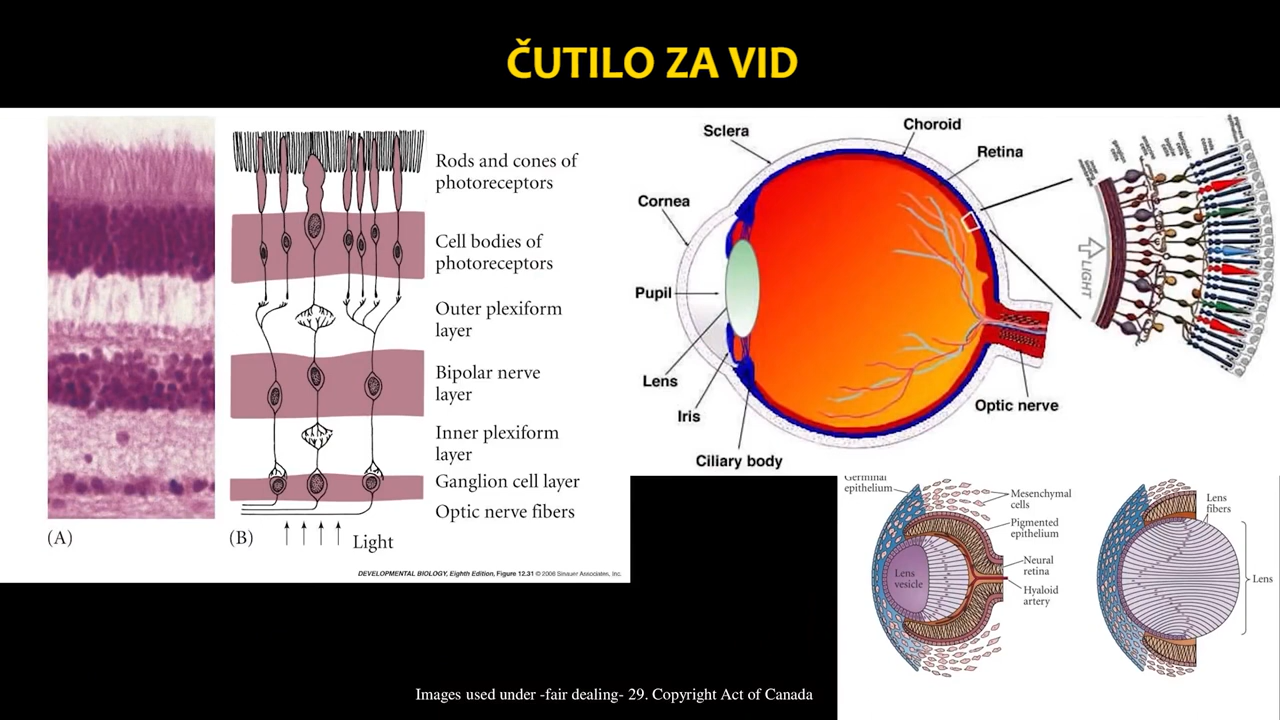 ČUTILO ZA VID
Rods and cones of
photoreceptors
Cell bodies of
photoreceptors
Outer plexiform
layer
Bipolar nerve
layer
Inner plexiform
layer
Ganglion cell layer
Optic nerve fibers
(A)
(B)
Light
DEVELOPMENTAL BIOLOGY, Eighth Edition, Figure 12.31 © 2006 Sinauer Associates, Inc.
Sclera
Choroid
Retina
Cornea
Pupil
Lens
Iris
Ciliary body
Optic nerve
LIGHT
Germinal
epithelium
Mesenchymal
cells
Pigmented
epithelium
Neural
retina
Hyaloid
artery
Lens
vesicle
Lens
fibers
Lens
Images used under -fair dealing- 29. Copyright Act of Canada